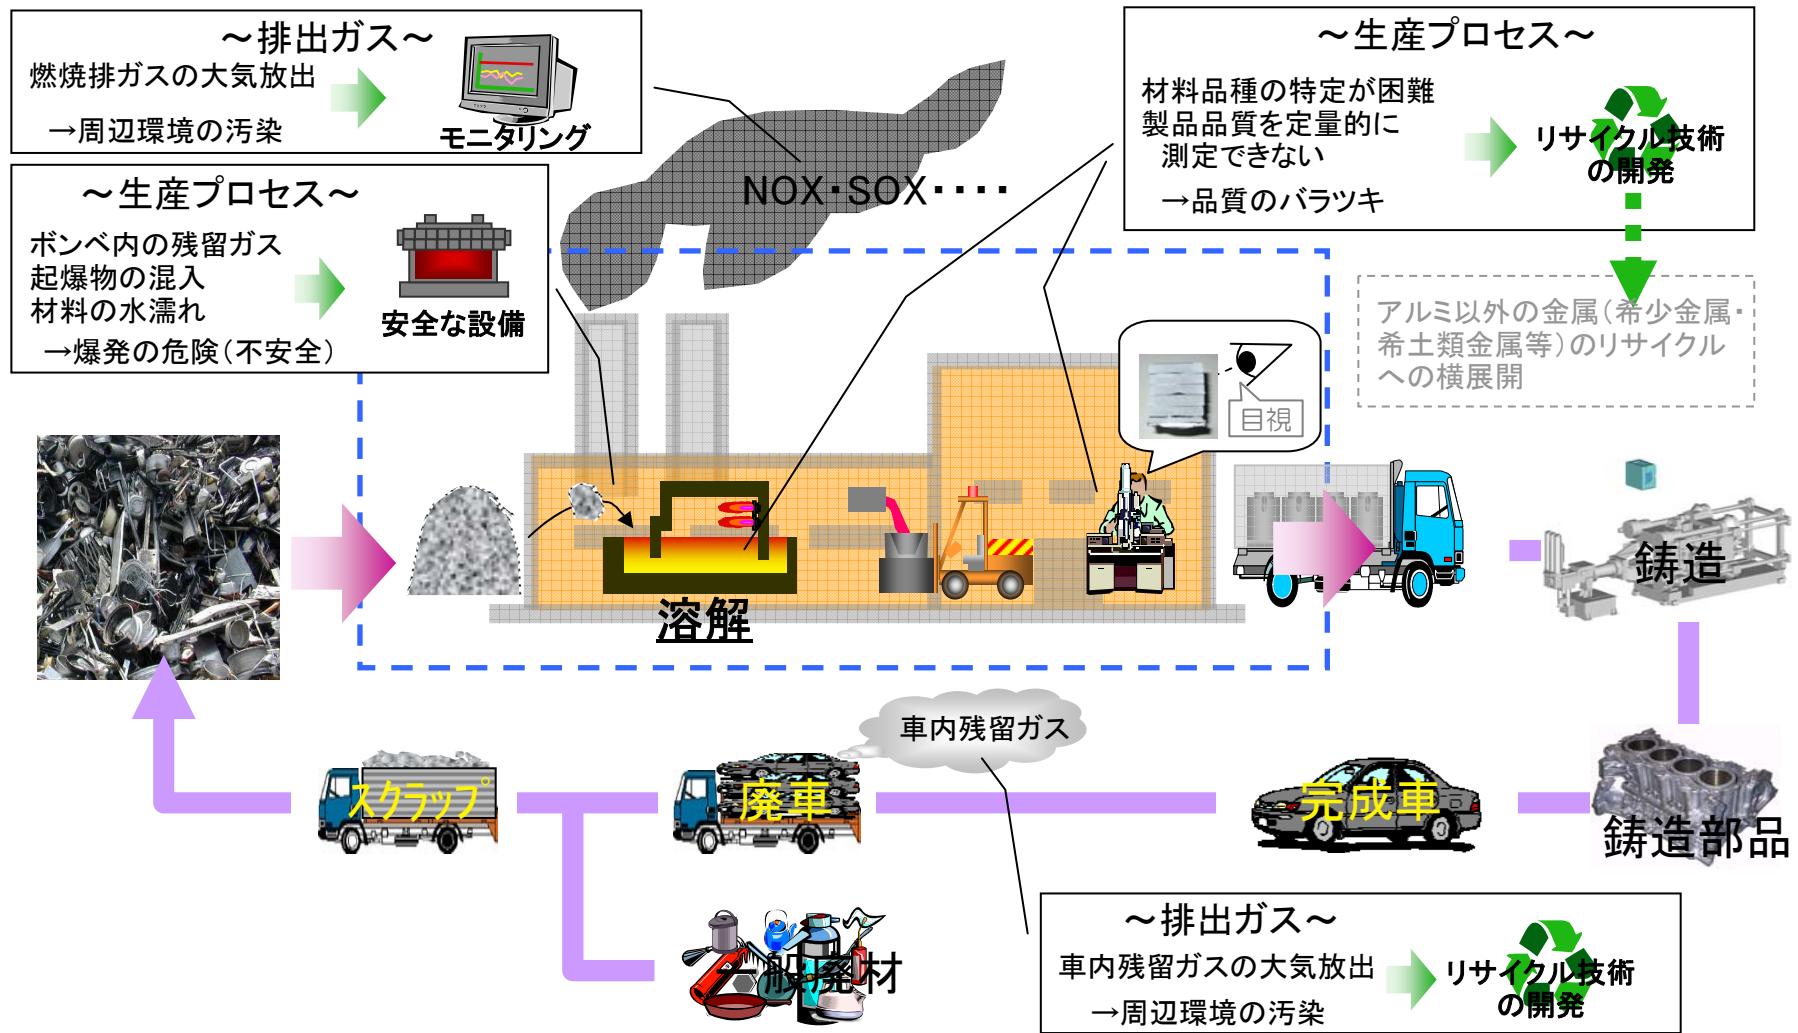 ～排出ガス～
燃焼排ガスの大気放出
→周辺環境の汚染
モニタリング
～生産プロセス～
ボンベ内の残留ガス
起爆物の混入
材料の水濡れ
→爆発の危険（不安全）
安全な設備
NOX・SOX・・・・
～生産プロセス～
材料品種の特定が困難
製品品質を定量的に
測定できない
→品質のバラツキ
リサイクル技術
の開発
アルミ以外の金属（希少金属・
希土類金属等）のリサイクル
への横展開
目視
溶解
鋳造
車内残留ガス
スクラップ
廃車
完成車
鋳造部品
一般廃材
～排出ガス～
車内残留ガスの大気放出
→周辺環境の汚染
リサイクル技術
の開発